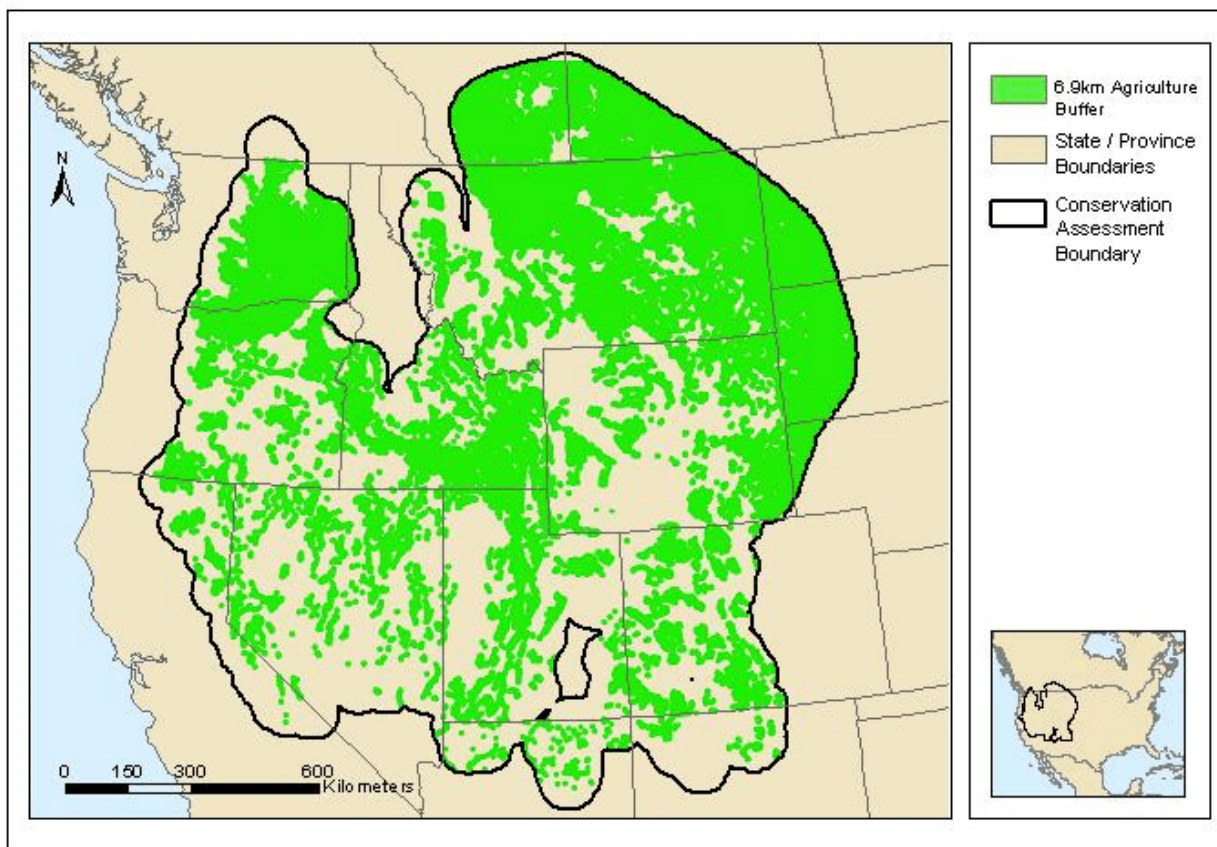 N
0 150 300 600
Kilometers
6.9km Agriculture
Buffer
State / Province
Boundaries
Conservation
Assessment
Boundary